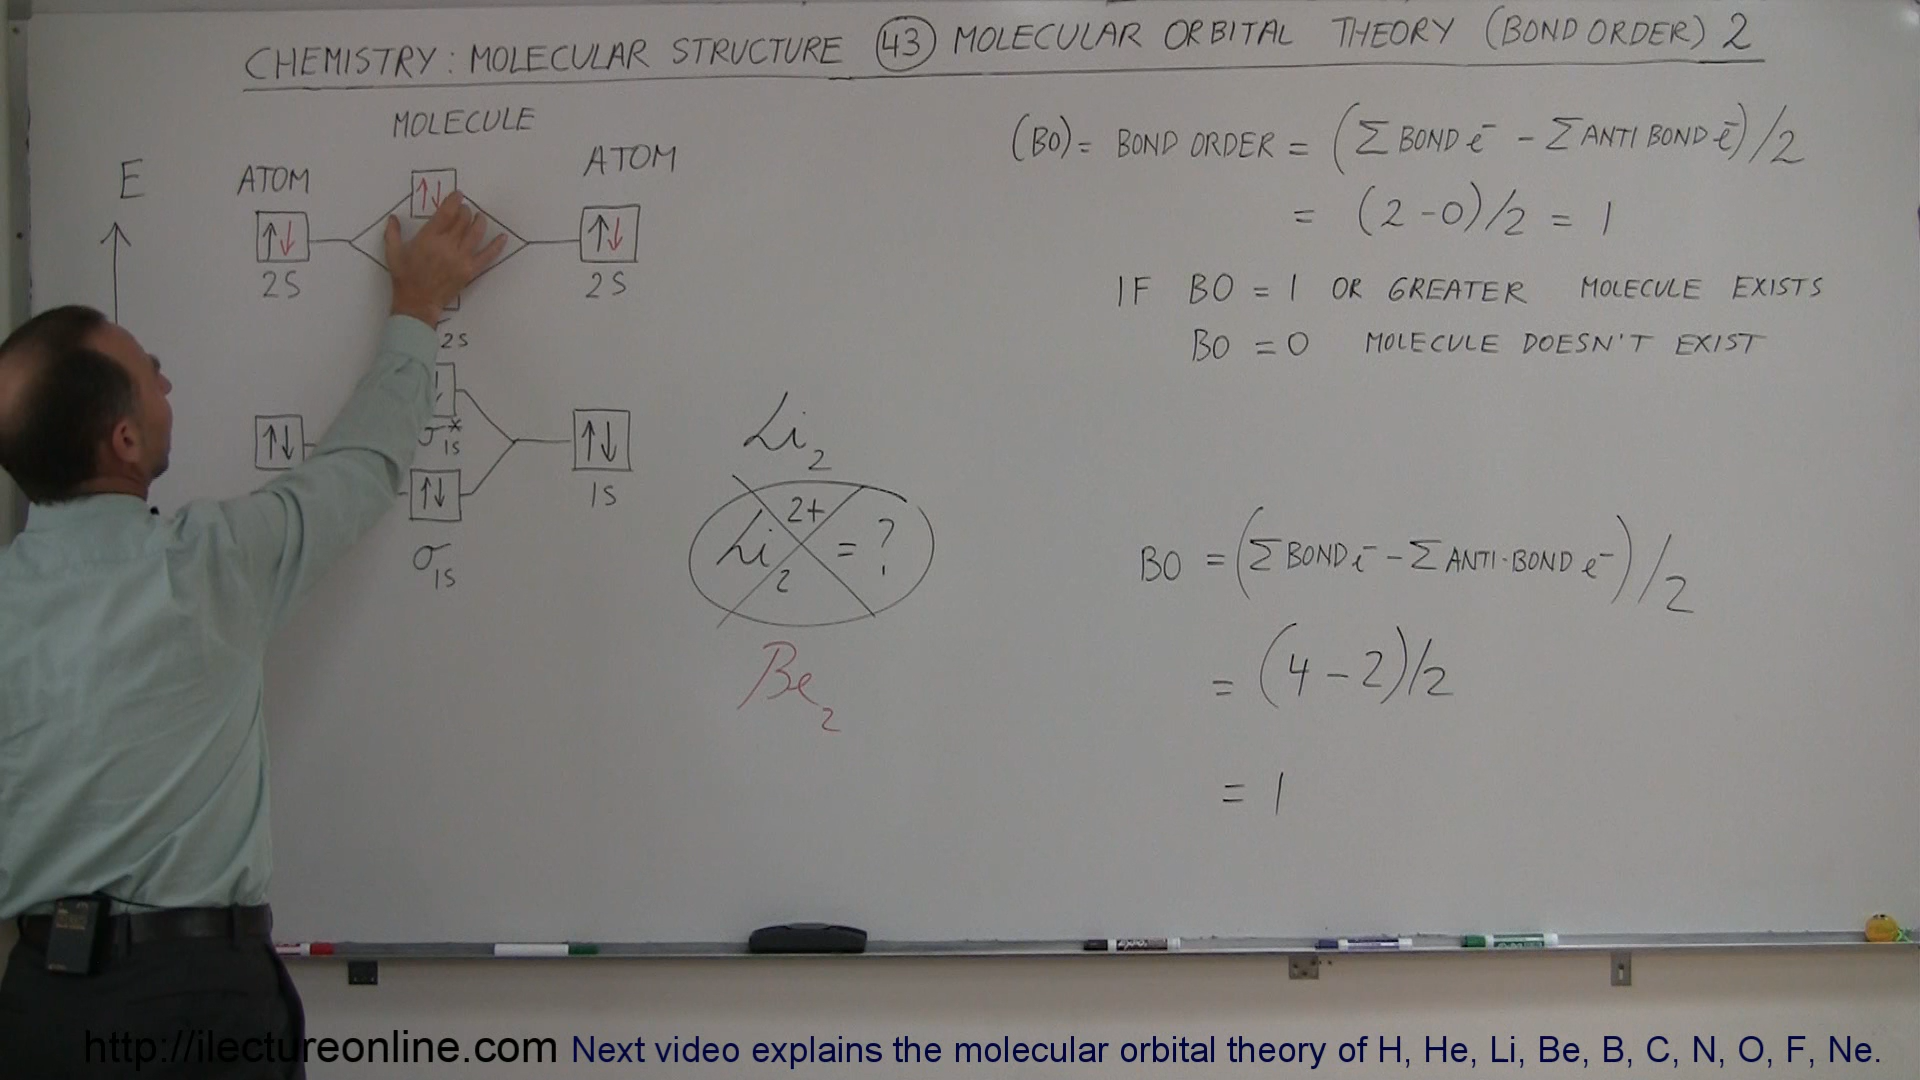 CHEMISTRY: MOLECULAR STRUCTURE 43 MOLECULAR ORBITAL THEORY (BOND ORDER) 2
MOLECULE
E ATOM ATOM
↑↓
↑↓ ↑↓
2S 2S
2S
↑↓ ↑↓
σ*1S
1S
↑↓
σ1S
Li2
Li2 2+ = ?
Be2
(BO) = BOND ORDER = (Σ BOND e⁻ - Σ ANTI BOND e⁻)/2
= (2-0)/2 = 1
IF BO = 1 OR GREATER MOLECULE EXISTS
BO = 0 MOLECULE DOESN'T EXIST
BO = (Σ BOND e⁻ - Σ ANTI-BOND e⁻)/2
= (4-2)/2
= 1
http://ilectureonline.com Next video explains the molecular orbital theory of H, He, Li, Be, B, C, N, O, F, Ne.